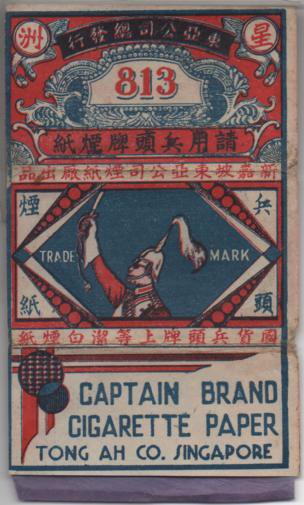 星洲
東亞公司總發行
813
請用兵頭牌煙紙
新嘉坡東亞公司煙紙廠出品
兵頭
煙紙
TRADE MARK
國貨兵頭牌上等潔白煙紙
CAPTAIN BRAND
CIGARETTE PAPER
TONG AH CO. SINGAPORE